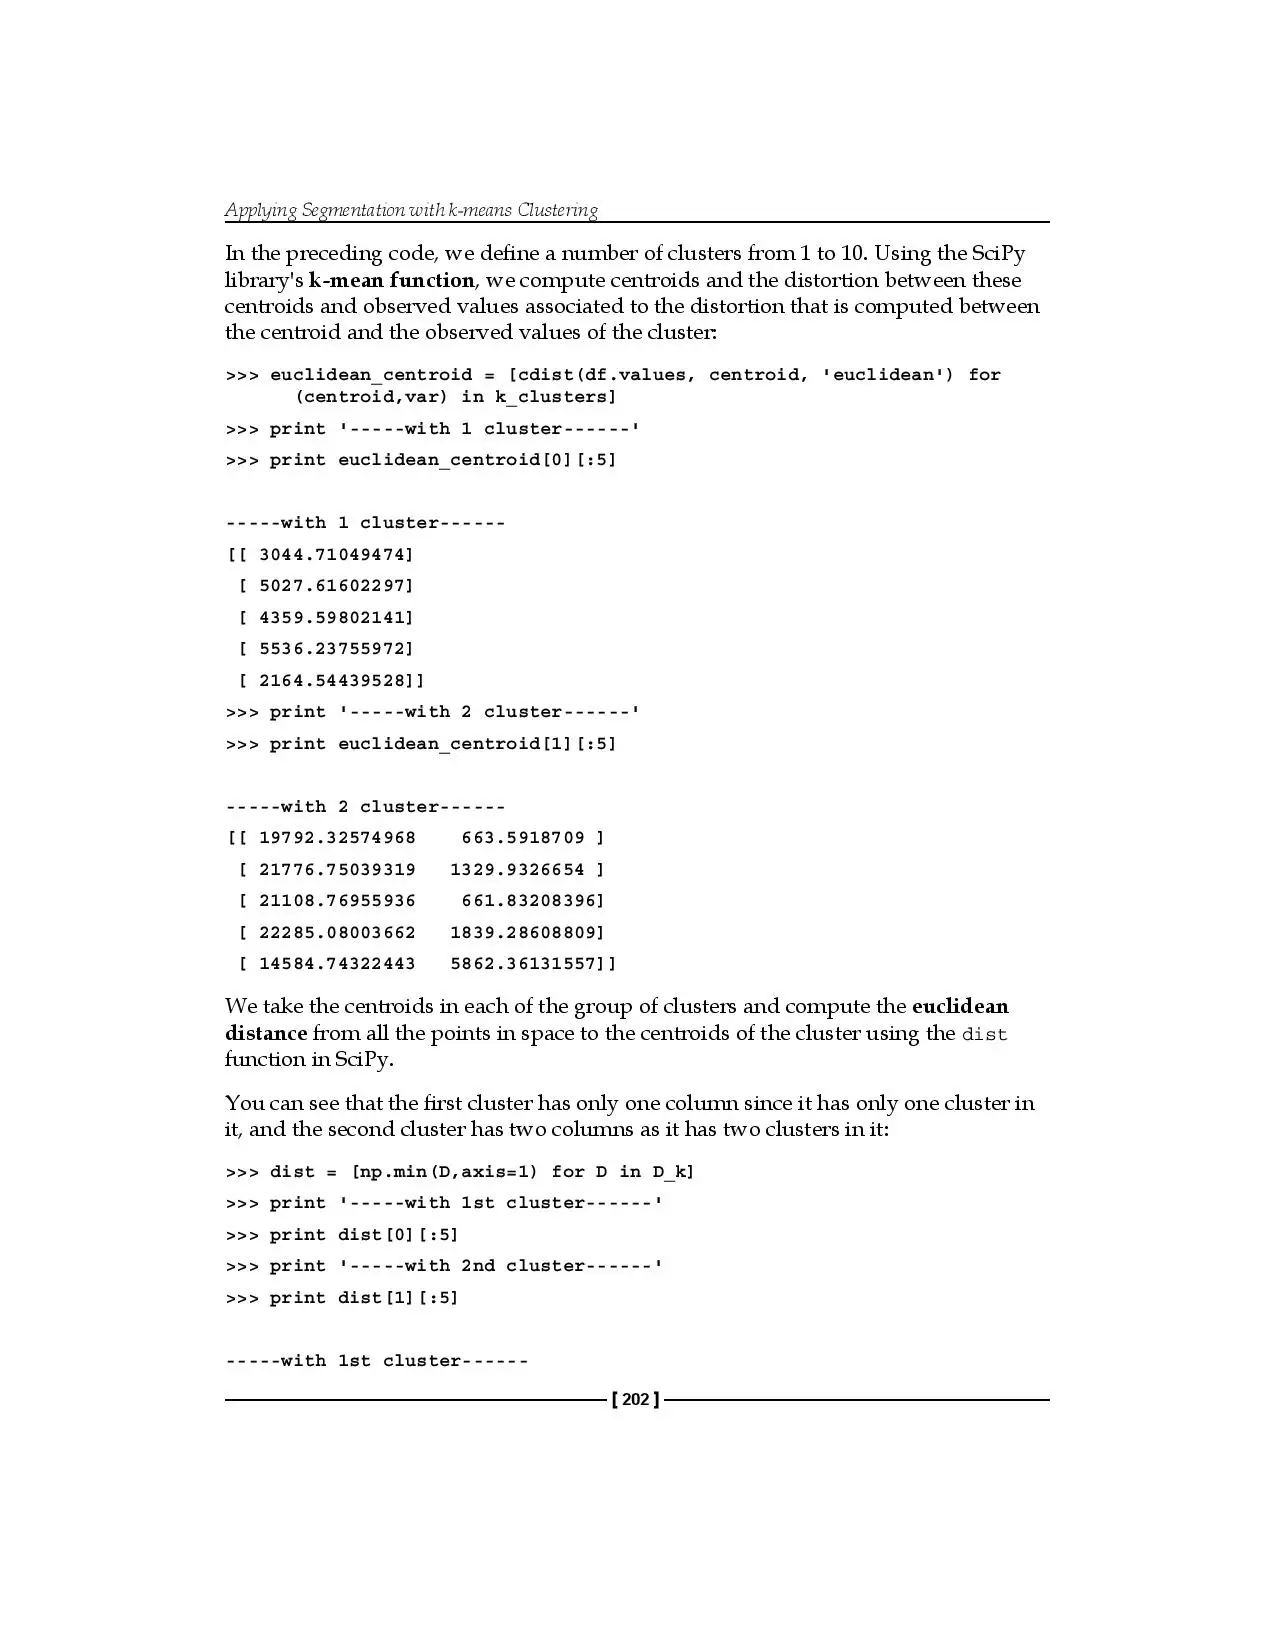 Applying Segmentation with k-means Clustering
In the preceding code, we define a number of clusters from 1 to 10. Using the SciPy
library's k-mean function, we compute centroids and the distortion between these
centroids and observed values associated to the distortion that is computed between
the centroid and the observed values of the cluster:
>>> euclidean_centroid = [cdist(df.values, centroid, 'euclidean') for
(centroid,var) in k_clusters]
>>> print '-----with 1 cluster------'
>>> print euclidean_centroid[0][:5]
-----with 1 cluster------
[[ 3044.71049474]
[ 5027.61602297]
[ 4359.59802141]
[ 5536.23755972]
[ 2164.54439528]]
>>> print '-----with 2 cluster------'
>>> print euclidean_centroid[1][:5]
-----with 2 cluster------
[[ 19792.32574968    663.5918709 ]
[ 21776.75039319   1329.9326654 ]
[ 21108.76955936    661.83208396]
[ 22285.08003662   1839.28608809]
[ 14584.74322443   5862.36131557]]
We take the centroids in each of the group of clusters and compute the euclidean
distance from all the points in space to the centroids of the cluster using the dist
function in SciPy.
You can see that the first cluster has only one column since it has only one cluster in
it, and the second cluster has two columns as it has two clusters in it:
>>> dist = [np.min(D,axis=1) for D in D_k]
>>> print '-----with 1st cluster------'
>>> print dist[0][:5]
>>> print '-----with 2nd cluster------'
>>> print dist[1][:5]
-----with 1st cluster------
[ 202 ]